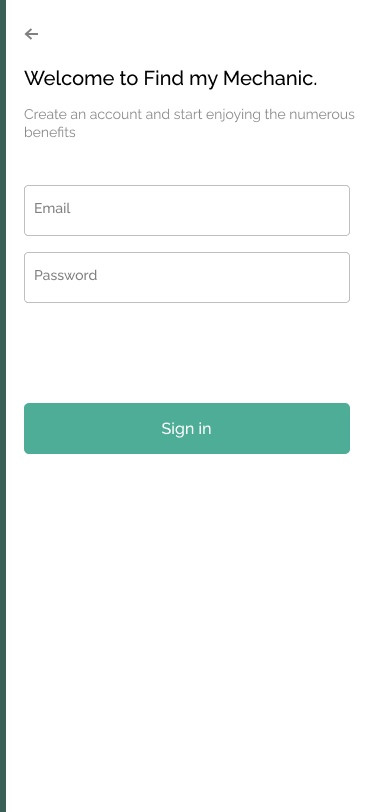 Welcome to Find my Mechanic.
Create an account and start enjoying the numerous
benefits
Email
Password
Sign in